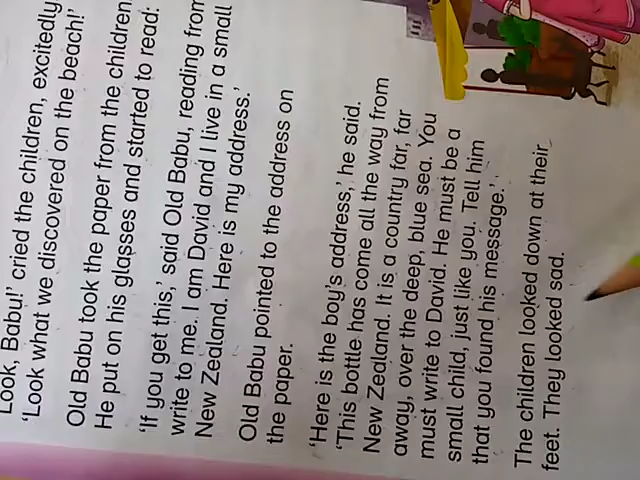 Look, Babu!' cried the children, excitedly
'Look what we discovered on the beach!'
Old Babu took the paper from the children.
He put on his glasses and started to read:
'If you get this,' said Old Babu, reading from
write to me. I am David and I live in a small
New Zealand. Here is my address.'
Old Babu pointed to the address on
the paper.
'Here is the boy's address,' he said.
'This bottle has come all the way from
New Zealand. It is a country far, far
away, over the deep, blue sea. You
must write to David. He must be a
small child, just like you. Tell him
that you found his message.'
The children looked down at their
feet. They looked sad.